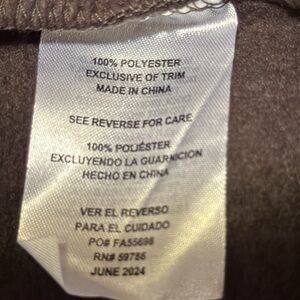 100% POLYESTER
EXCLUSIVE OF TRIM
MADE IN CHINA
SEE REVERSE FOR CARE
100% POLIÉSTER
EXCLUYENDO LA GUARNICION
HECHO EN CHINA
VER EL REVERSO
PARA EL CUIDADO
PO# FA55698
RN# 59786
JUNE 2024